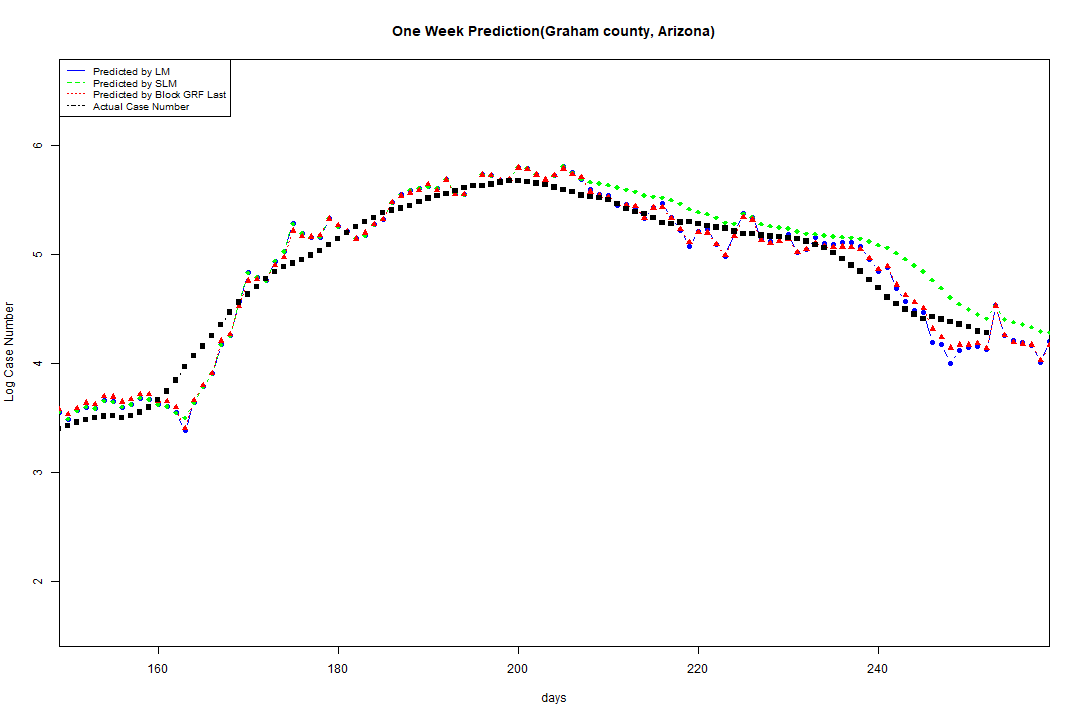 One Week Prediction(Graham county, Arizona)
Predicted by LM
Predicted by SLM
Predicted by Block GRF Last
Actual Case Number
6
5
4
3
2
Log Case Number
160 180 200 220 240
days